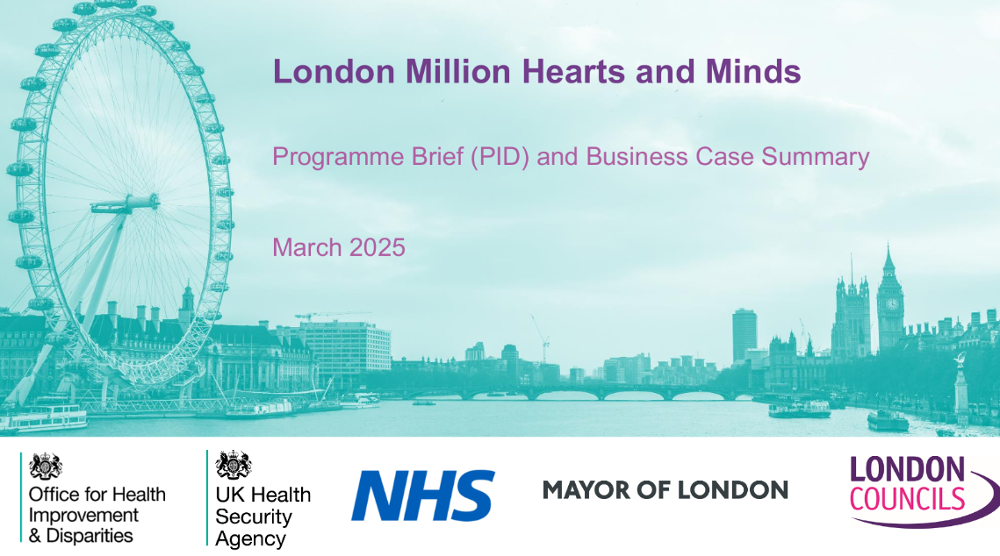 London Million Hearts and Minds
Programme Brief (PID) and Business Case Summary
March 2025
Office for Health
Improvement
& Disparities
UK Health
Security
Agency
NHS
MAYOR OF LONDON
LONDON
COUNCILS